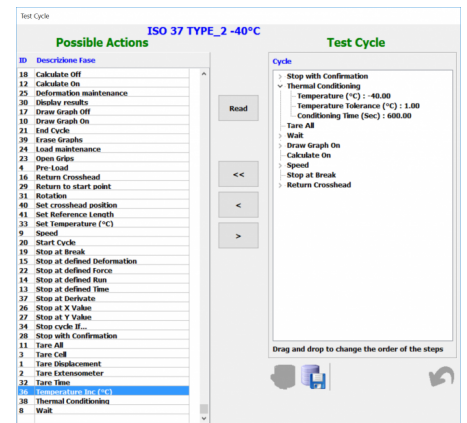 Test Cycle
ISO 37 TYPE_2 -40°C
Possible Actions
Test Cycle
ID Descrizione Fase
18 Calculate Off
12 Calculate On
25 Deformation maintenance
30 Display results
17 Draw Graph Off
10 Draw Graph On
21 End Cycle
39 Erase Graphs
24 Load maintenance
23 Open Grips
4 Pre-Load
16 Return Crosshead
29 Return to start point
31 Rotation
40 Set crosshead position
41 Set Reference Length
33 Set Temperature (°C)
9 Speed
20 Start Cycle
19 Stop at Break
15 Stop at defined Deformation
22 Stop at defined Force
14 Stop at defined Run
13 Stop at defined Time
37 Stop at Derivate
26 Stop at X Value
27 Stop at Y Value
34 Stop cycle If...
28 Stop with Confirmation
11 Tare All
3 Tare Cell
1 Tare Displacement
2 Tare Extensometer
32 Tare Time
36 Temperature Inc (°C)
38 Thermal Conditioning
8 Wait
Read
<<
<
>
Cycle
Stop with Confirmation
Thermal Conditioning
Temperature (°C) : -40.00
Temperature Tolerance (°C) : 1.00
Conditioning Time (Sec) : 600.00
Tare All
Wait
Draw Graph On
Calculate On
Speed
Stop at Break
Return Crosshead
Drag and drop to change the order of the steps